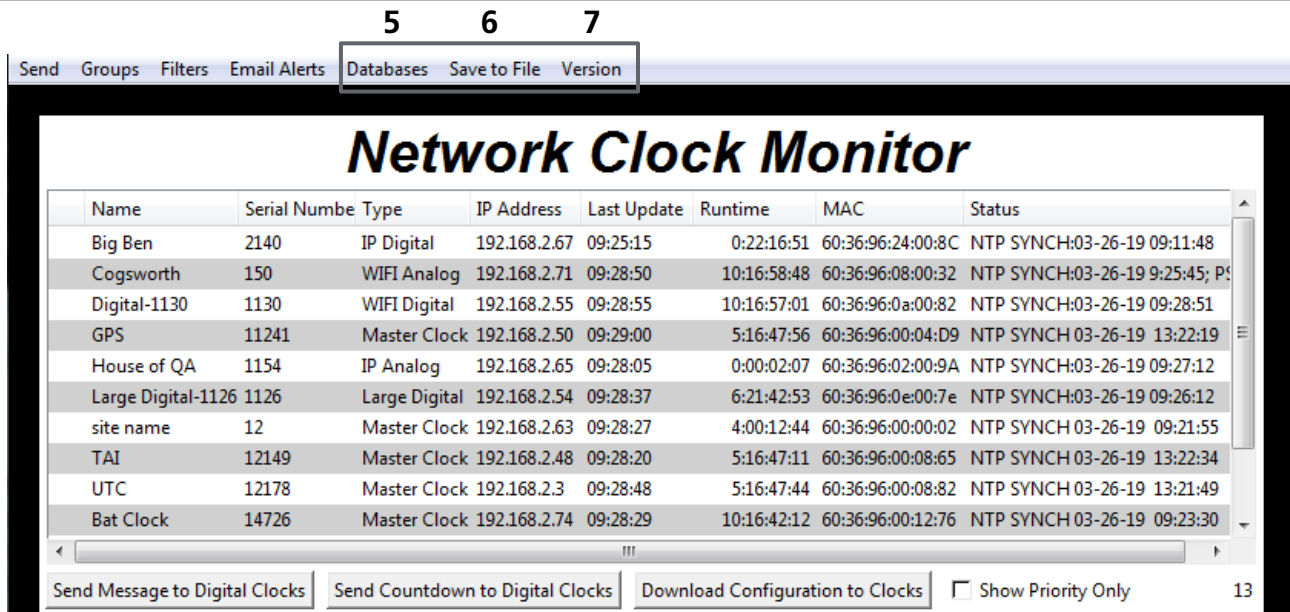 5 6 7
Send Groups Filters Email Alerts Databases Save to File Version
Network Clock Monitor
Name Serial Numbe Type IP Address Last Update Runtime MAC Status
Big Ben 2140 IP Digital 192.168.2.67 09:25:15 0:22:16:51 60:36:96:24:00:8C NTP SYNCH:03-26-19 09:11:48
Cogsworth 150 WIFI Analog 192.168.2.71 09:28:50 10:16:58:48 60:36:96:08:00:32 NTP SYNCH:03-26-19 9:25:45; PS
Digital-1130 1130 WIFI Digital 192.168.2.55 09:28:55 10:16:57:01 60:36:96:0a:00:82 NTP SYNCH:03-26-19 09:28:51
GPS 11241 Master Clock 192.168.2.50 09:29:00 5:16:47:56 60:36:96:00:04:D9 NTP SYNCH 03-26-19 13:22:19
House of QA 1154 IP Analog 192.168.2.65 09:28:05 0:00:02:07 60:36:96:02:00:9A NTP SYNCH:03-26-19 09:27:12
Large Digital-1126 1126 Large Digital 192.168.2.54 09:28:37 6:21:42:53 60:36:96:0e:00:7e NTP SYNCH:03-26-19 09:26:12
site name 12 Master Clock 192.168.2.63 09:28:27 4:00:12:44 60:36:96:00:00:02 NTP SYNCH 03-26-19 09:21:55
TAI 12149 Master Clock 192.168.2.48 09:28:20 5:16:47:11 60:36:96:00:08:65 NTP SYNCH 03-26-19 13:22:34
UTC 12178 Master Clock 192.168.2.3 09:28:48 5:16:47:44 60:36:96:00:08:82 NTP SYNCH 03-26-19 13:21:49
Bat Clock 14726 Master Clock 192.168.2.74 09:28:29 10:16:42:12 60:36:96:00:12:76 NTP SYNCH 03-26-19 09:23:30
Send Message to Digital Clocks Send Countdown to Digital Clocks Download Configuration to Clocks Show Priority Only 13